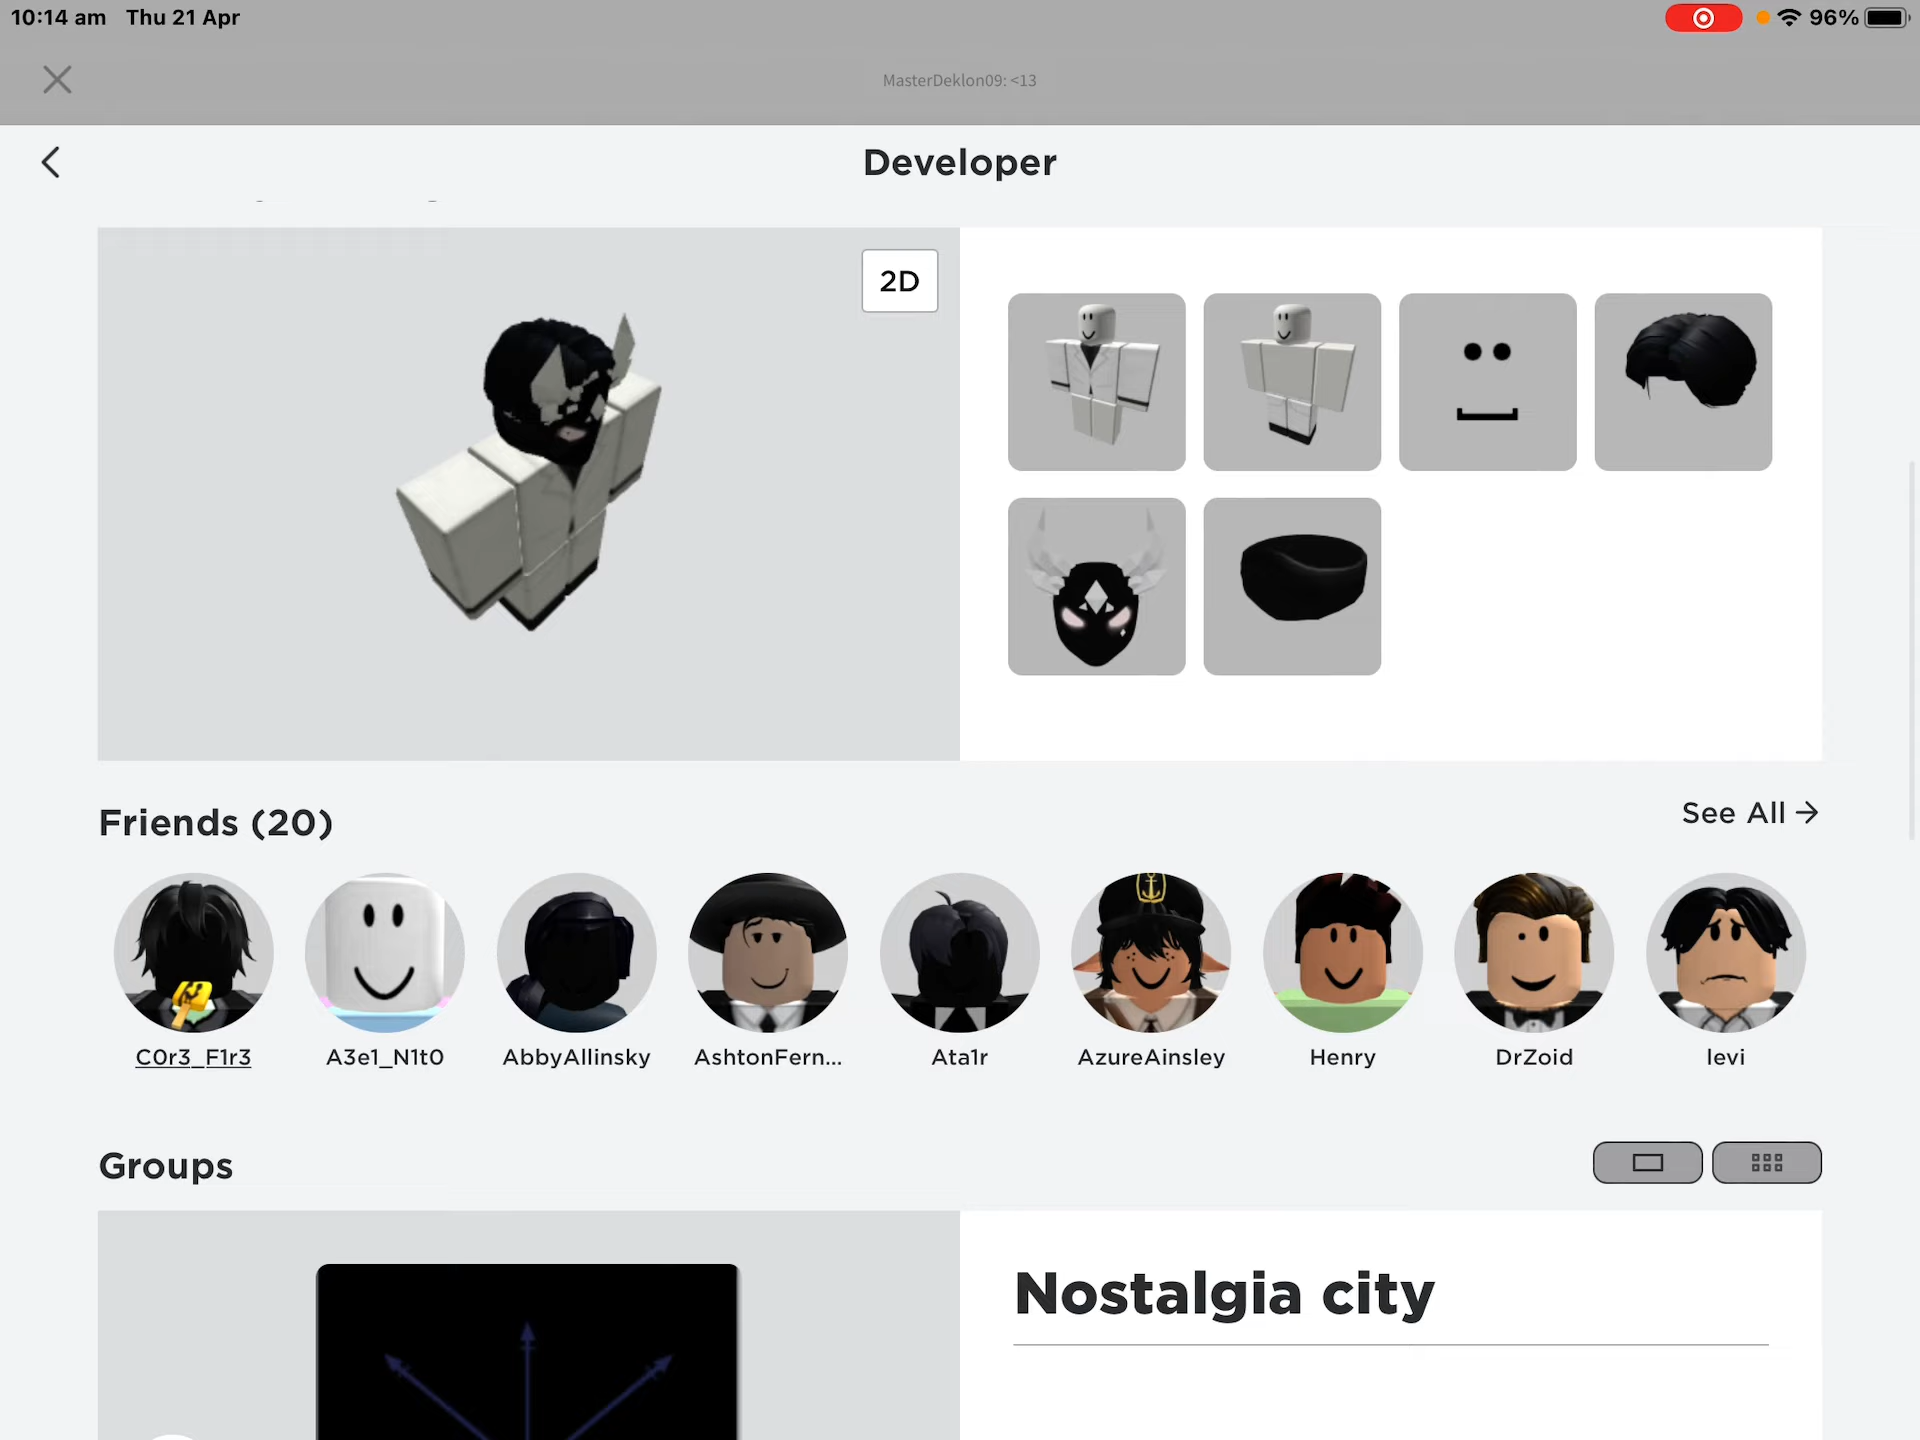 10:14 am Thu 21 Apr
96%
MasterDeklon09: <13
Developer
2D
Friends (20)
See All
C0r3_F1r3
A3e1_N1t0
AbbyAllinsky
AshtonFern...
Ata1r
AzureAinsley
Henry
DrZoid
levi
Groups
Nostalgia city